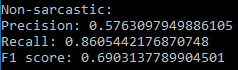 Non-sarcastic:
Precision: 0.5763097949886105
Recall: 0.8605442176870748
F1 score: 0.6903137789904501